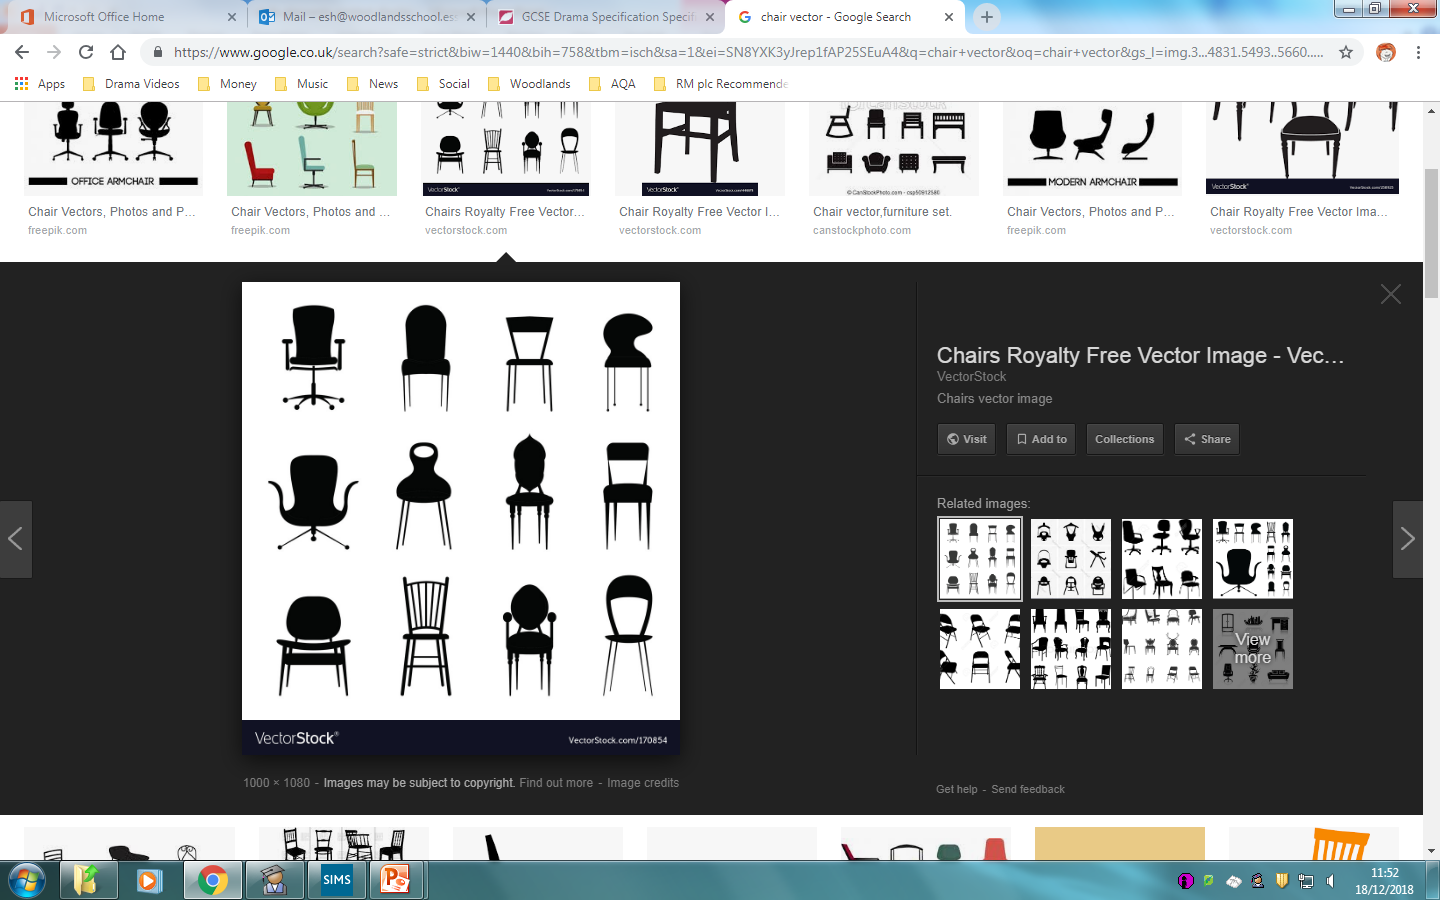 Microsoft Office Home
Mail – esh@woodlandsschool.es
GCSE Drama Specification Specif
chair vector - Google Search
https://www.google.co.uk/search?safe=strict&biw=1440&bih=758&tbm=isch&sa=1&ei=SN8YXK3yJrep1fAP25SEuA4&q=chair+vector&oq=chair+vector&gs_l=img.3...4831.5493..5660.....
Apps
Drama Videos
Money
Music
News
Social
Woodlands
AQA
RM plc Recommende
OFFICE ARMCHAIR
VectorStock
VectorStock
© CanStockPhoto.com - csp50912580
MODERN ARMCHAIR
VectorStock
Chair Vectors, Photos and P...
freepik.com
Chair Vectors, Photos and ...
freepik.com
Chairs Royalty Free Vector...
vectorstock.com
Chair Royalty Free Vector I...
vectorstock.com
Chair vector,furniture set.
canstockphoto.com
Chair Vectors, Photos and P...
freepik.com
Chair Royalty Free Vector Ima...
vectorstock.com
VectorStock®
VectorStock.com/170854
1000 × 1080 - Images may be subject to copyright. Find out more - Image credits
Chairs Royalty Free Vector Image - Vec...
VectorStock
Chairs vector image
Visit
Add to
Collections
Share
Related images:
View more
Get help - Send feedback
SIMS
11:52
18/12/2018